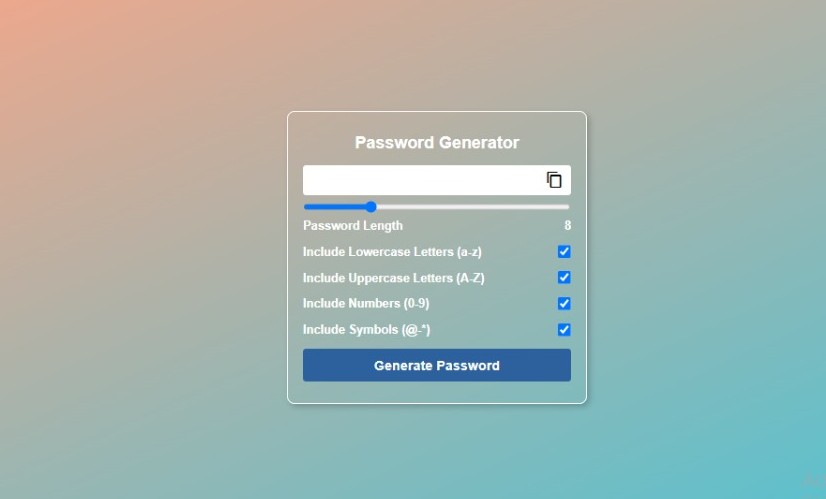 Password Generator
Password Length 8
Include Lowercase Letters (a-z)
Include Uppercase Letters (A-Z)
Include Numbers (0-9)
Include Symbols (@-*)
Generate Password